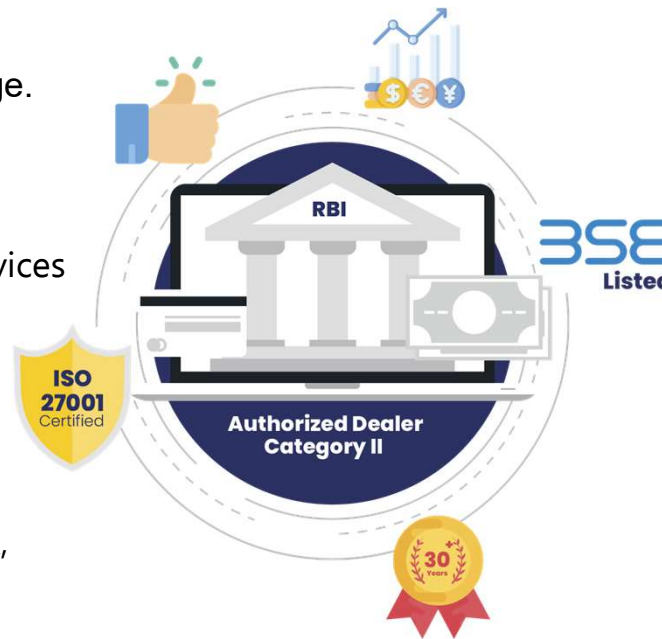 ge.
RBI
BSE
Listed
vices
ISO
27001
Certified
Authorized Dealer
Category II
,
30
Years